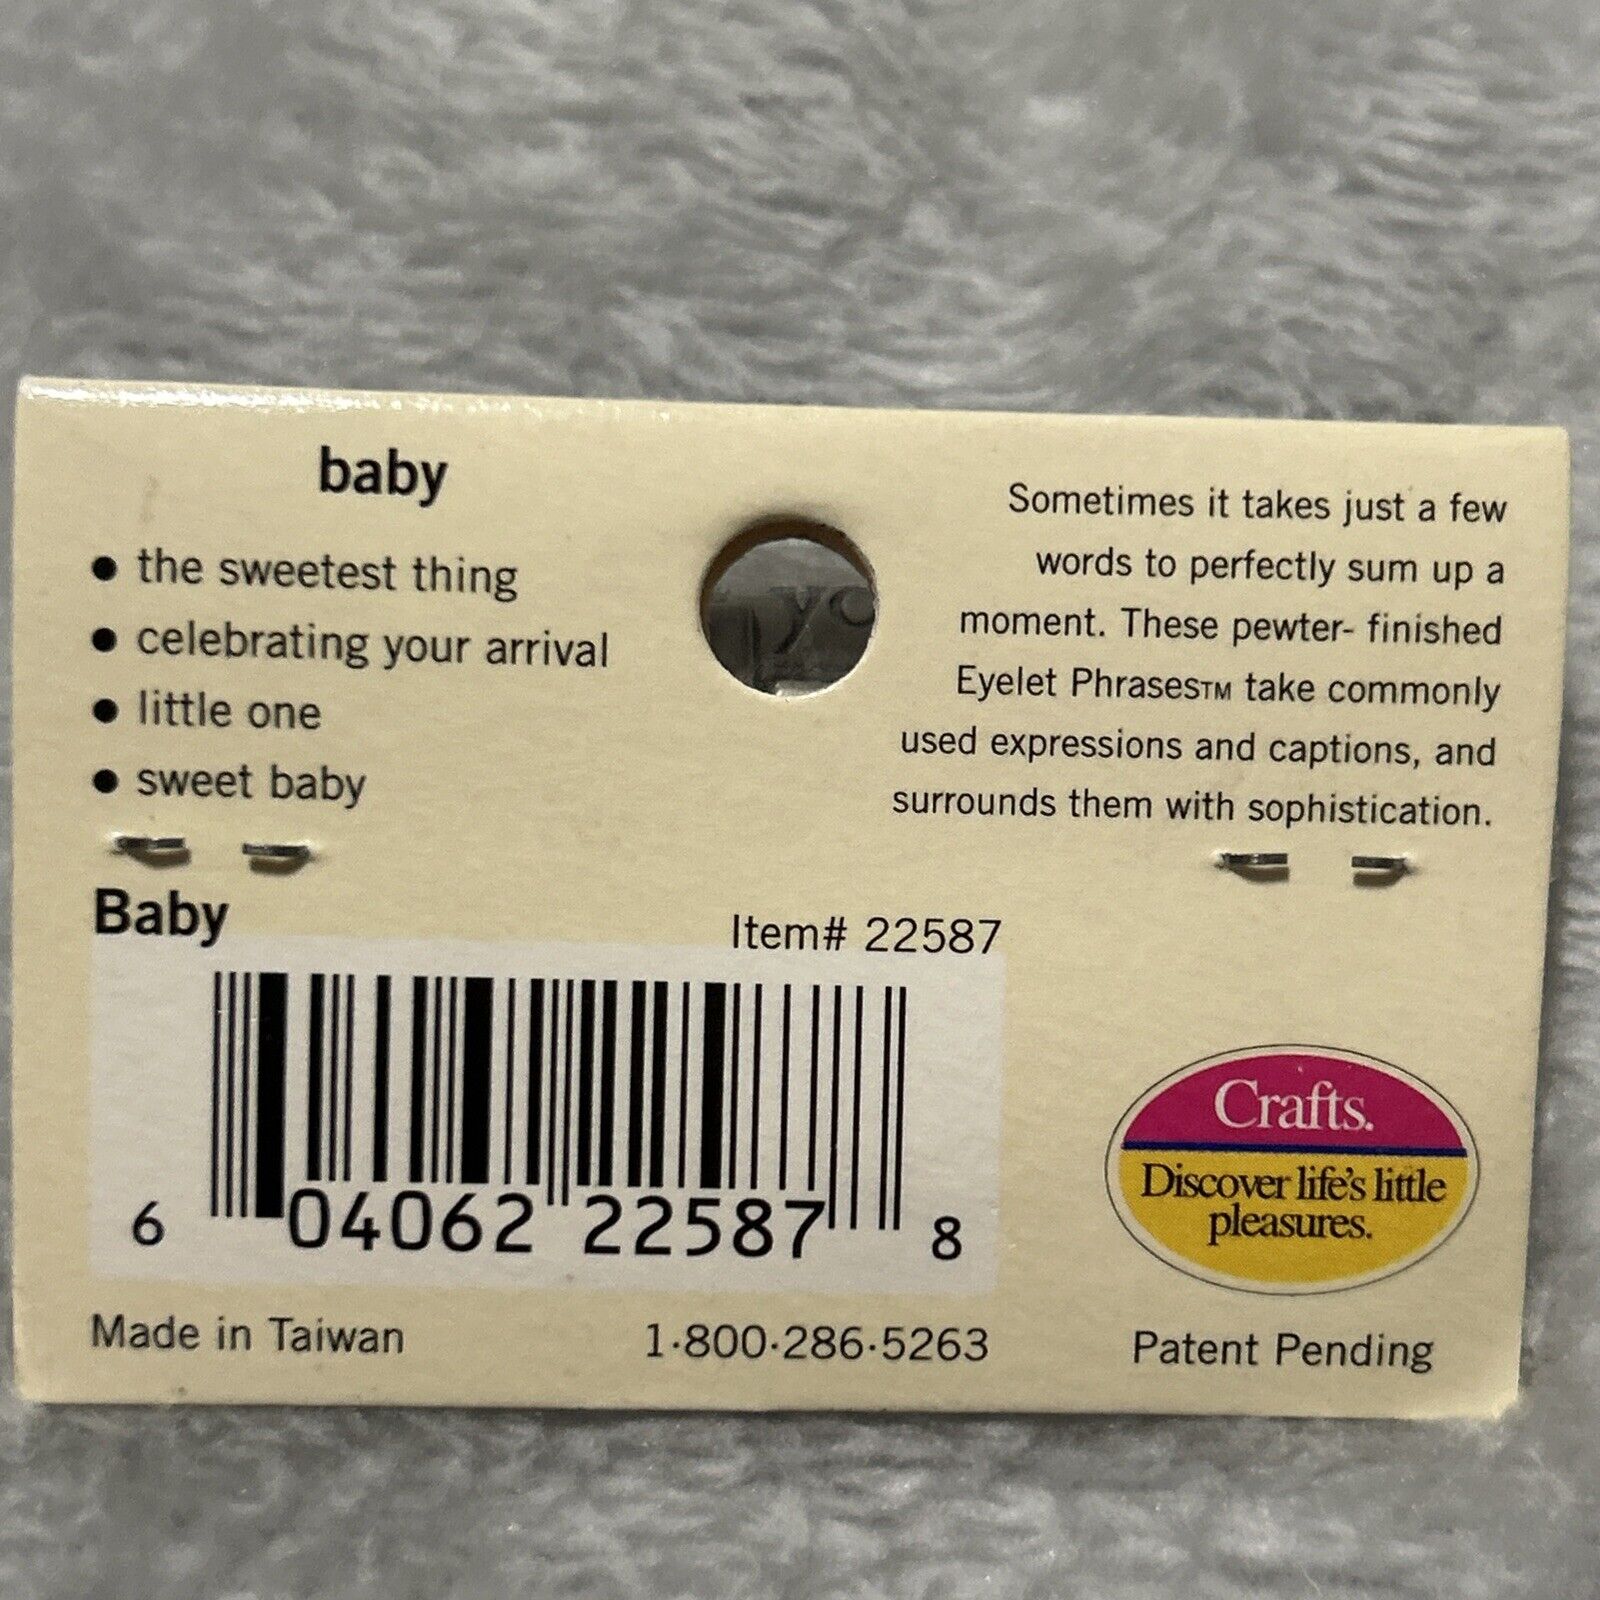 baby
• the sweetest thing
• celebrating your arrival
• little one
• sweet baby
Sometimes it takes just a few
words to perfectly sum up a
moment. These pewter- finished
Eyelet Phrases™ take commonly
used expressions and captions, and
surrounds them with sophistication.
yo
Baby
Item# 22587
6 04062 22587 8
Made in Taiwan
1·800·286·5263
Crafts.
Discover life's little
pleasures.
Patent Pending